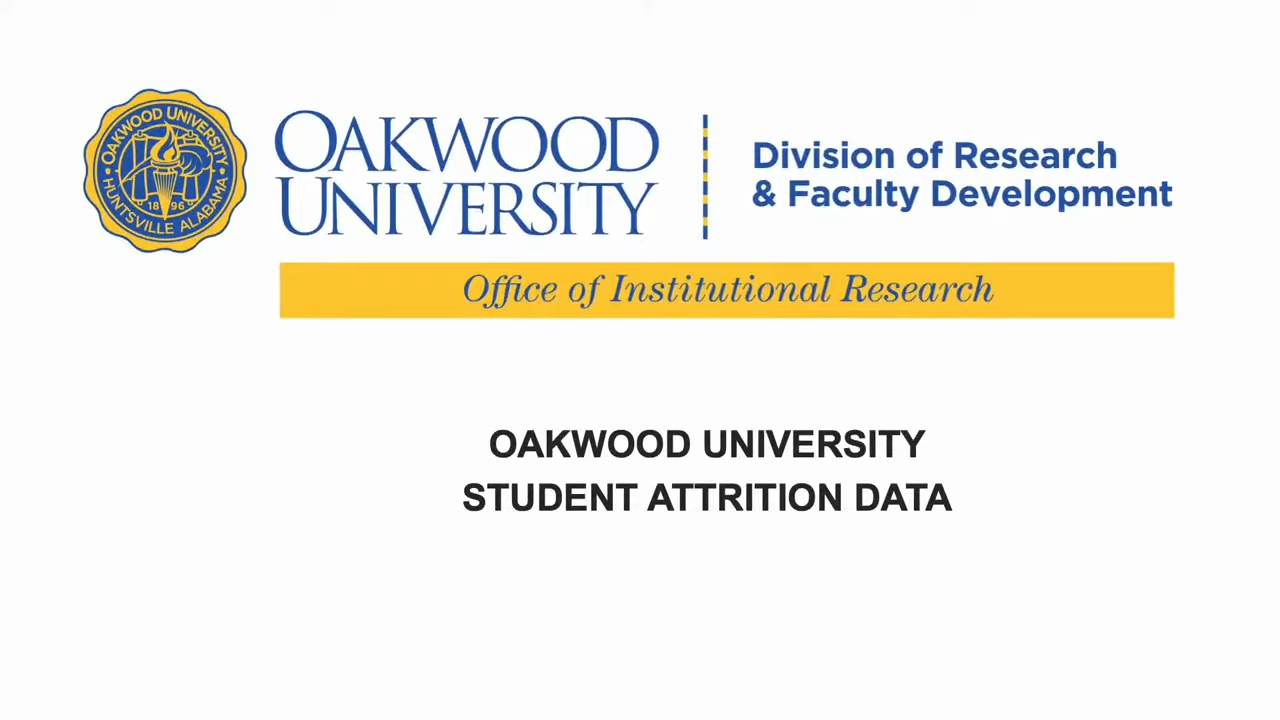 OAKWOOD UNIVERSITY
HUNTSVILLE ALABAMA
1896
OAKWOOD
UNIVERSITY
Division of Research
& Faculty Development
Office of Institutional Research
OAKWOOD UNIVERSITY
STUDENT ATTRITION DATA